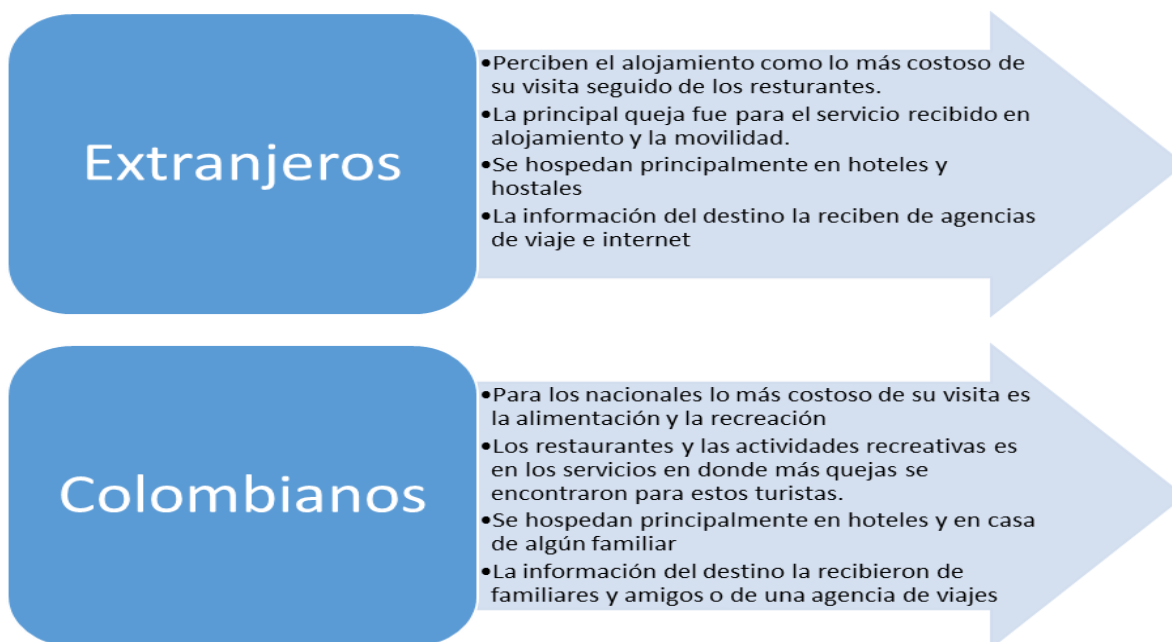 Extranjeros
•Perciben el alojamiento como lo más costoso de
su visita seguido de los resturantes.
•La principal queja fue para el servicio recibido en
alojamiento y la movilidad.
•Se hospedan principalmente en hoteles y
hostales
•La información del destino la reciben de agencias
de viaje e internet
Colombianos
•Para los nacionales lo más costoso de su visita es
la alimentación y la recreación
•Los restaurantes y las actividades recreativas es
en los servicios en donde más quejas se
encontraron para estos turistas.
•Se hospedan principalmente en hoteles y en casa
de algún familiar
•La información del destino la recibieron de
familiares y amigos o de una agencia de viajes